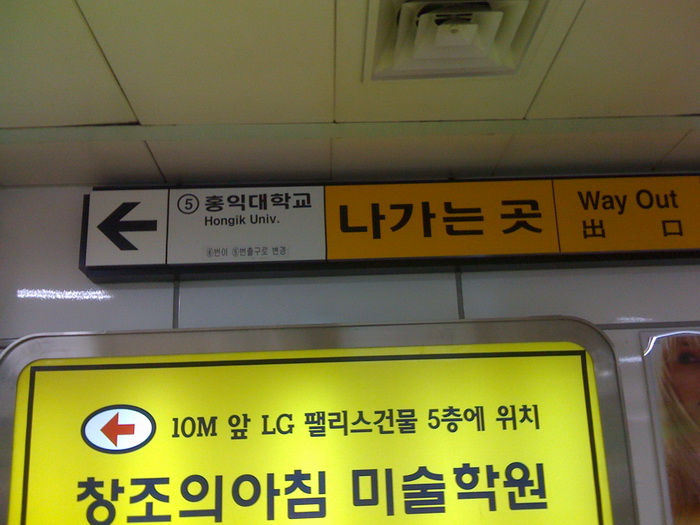 ⑤ 홍익대학교
Hongik Univ.
나가는 곳
Way Out
出 口
10M 앞 LG 팰리스건물 5층에 위치
창조의아침 미술학원